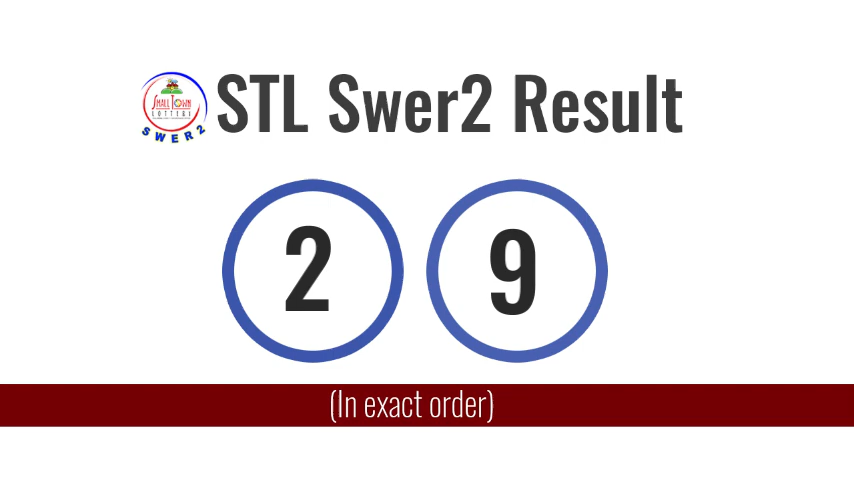 STL Swer2 Result
SMALL TOWN
LOTTERY
SWER2
2 9
(In exact order)